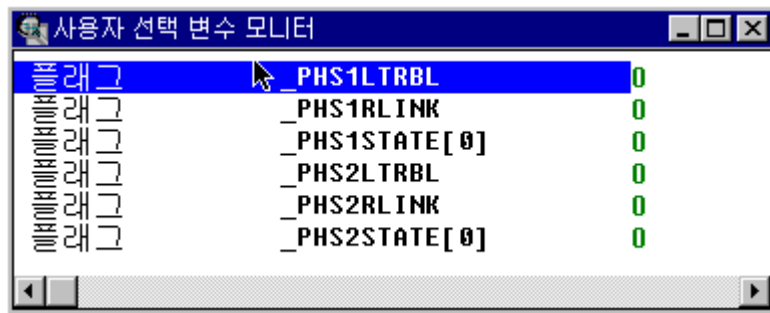 사용자 선택 변수 모니터
플래그 _PHS1LTRBL 0
플래그 _PHS1RLINK 0
플래그 _PHS1STATE[0] 0
플래그 _PHS2LTRBL 0
플래그 _PHS2RLINK 0
플래그 _PHS2STATE[0] 0